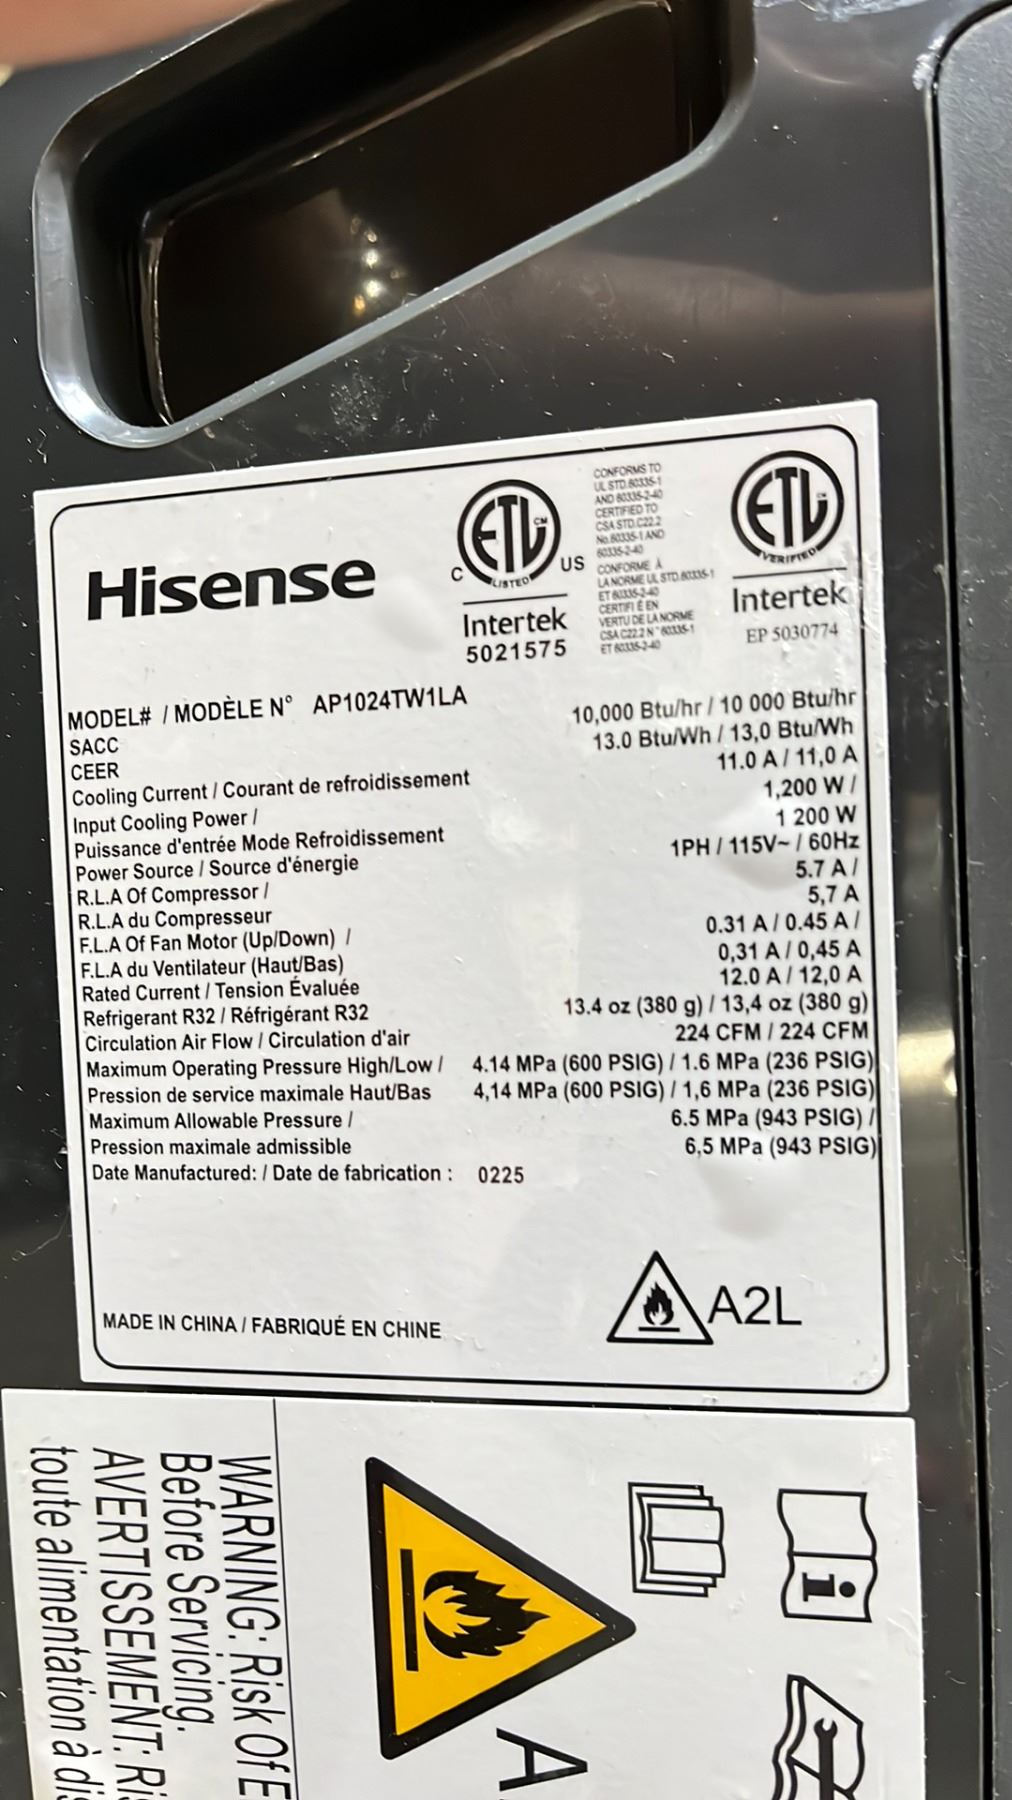 Hisense
ETL CM
LISTED
C US
Intertek
5021575
CONFORMS TO
UL STD.60335-1
AND 60335-2-40
CERTIFIED TO
CSA STD.C22.2
No.60335-1 AND
60335-2-40
CONFORME À
LA NORME UL STD.60335-1
ET 60335-2-40
CERTIFI É EN
VERTU DE LA NORME
CSA C22.2 N° 60335-1
ET 60335-2-40
ETL CM
VERIFIED
Intertek
EP 5030774
MODEL# / MODÈLE N° AP1024TW1LA
SACC 10,000 Btu/hr / 10 000 Btu/hr
CEER 13.0 Btu/Wh / 13,0 Btu/Wh
Cooling Current / Courant de refroidissement 11.0 A / 11,0 A
Input Cooling Power / 1,200 W /
Puissance d'entrée Mode Refroidissement 1 200 W
Power Source / Source d'énergie 1PH / 115V~ / 60Hz
R.L.A Of Compressor / 5.7 A /
R.L.A du Compresseur 5,7 A
F.L.A Of Fan Motor (Up/Down) / 0.31 A / 0.45 A /
F.L.A du Ventilateur (Haut/Bas) 0,31 A / 0,45 A
Rated Current / Tension Évaluée 12.0 A / 12,0 A
Refrigerant R32 / Réfrigérant R32 13.4 oz (380 g) / 13,4 oz (380 g)
Circulation Air Flow / Circulation d'air 224 CFM / 224 CFM
Maximum Operating Pressure High/Low / 4.14 MPa (600 PSIG) / 1.6 MPa (236 PSIG)
Pression de service maximale Haut/Bas 4,14 MPa (600 PSIG) / 1,6 MPa (236 PSIG)
Maximum Allowable Pressure / 6.5 MPa (943 PSIG) /
Pression maximale admissible 6,5 MPa (943 PSIG)
Date Manufactured: / Date de fabrication : 0225
MADE IN CHINA / FABRIQUÉ EN CHINE
A2L
WARNING: Risk Of
Before Servicing.
AVERTISSEMENT:
toute alimentation à
A